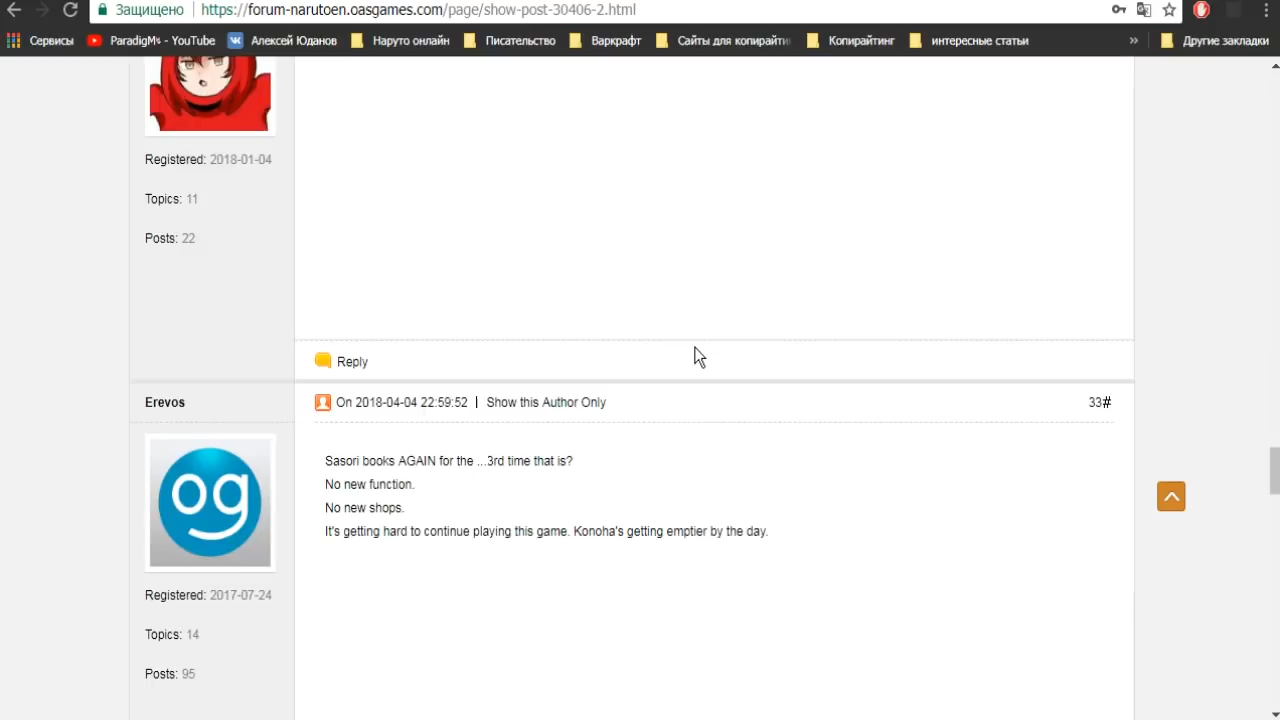 Защищено https://forum-narutoen.oasgames.com/page/show-post-30406-2.html
Сервисы ParadigM - YouTube Алексей Юданов Наруто онлайн Писательство Варкрафт Сайты для копирайти Копирайтинг интересные статьи » Другие закладки
Registered: 2018-01-04
Topics: 11
Posts: 22
Reply
Erevos
On 2018-04-04 22:59:52 | Show this Author Only 33#
og
Sasori books AGAIN for the ...3rd time that is?
No new function.
No new shops.
It's getting hard to continue playing this game. Konoha's getting emptier by the day.
Registered: 2017-07-24
Topics: 14
Posts: 95